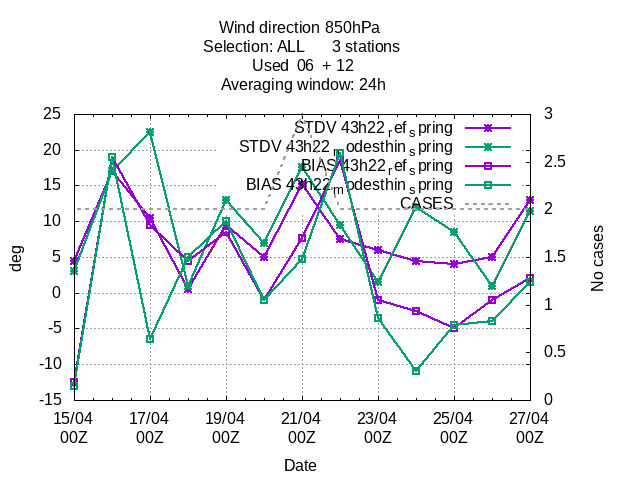 Wind direction 850hPa
Selection: ALL 3 stations
Used 06 + 12
Averaging window: 24h
STDV 43h22_ref_spring
STDV 43h22_modesthin_spring
BIAS 43h22_ref_spring
BIAS 43h22_modesthin_spring
CASES
25
20
15
10
5
0
-5
-10
-15
deg
3
2.5
2
1.5
1
0.5
0
No cases
15/04 17/04 19/04 21/04 23/04 25/04 27/04
00Z 00Z 00Z 00Z 00Z 00Z 00Z
Date